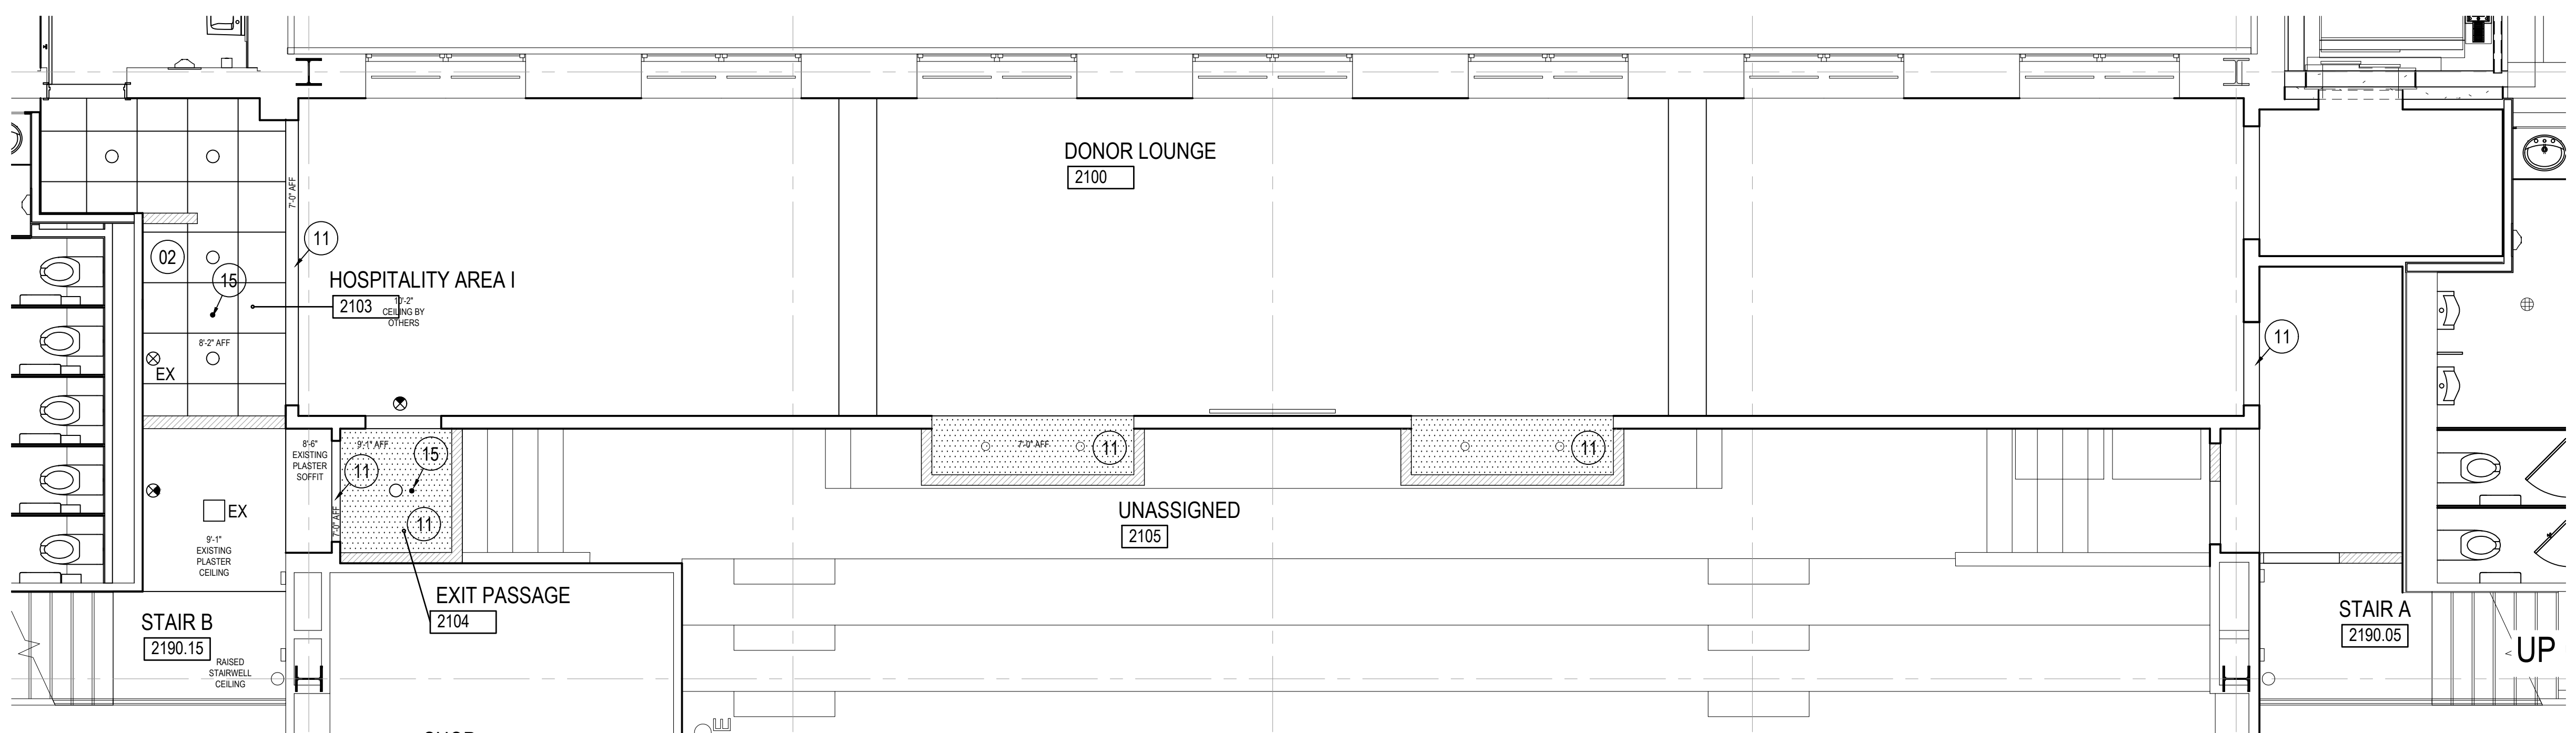 DONOR LOUNGE
2100
7'-0" AFF
11
02
15
HOSPITALITY AREA I
2103
10'-2"
CEILING BY
OTHERS
8'-2" AFF
EX
11
8'-6"
EXISTING
PLASTER
SOFFIT
9'-1" AFF
15
11
7'-0" AFF
11
7'-0" AFF
11
11
EX
9'-1"
EXISTING
PLASTER
CEILING
UNASSIGNED
2105
EXIT PASSAGE
2104
STAIR B
2190.15
RAISED
STAIRWELL
CEILING
STAIR A
2190.05
UP